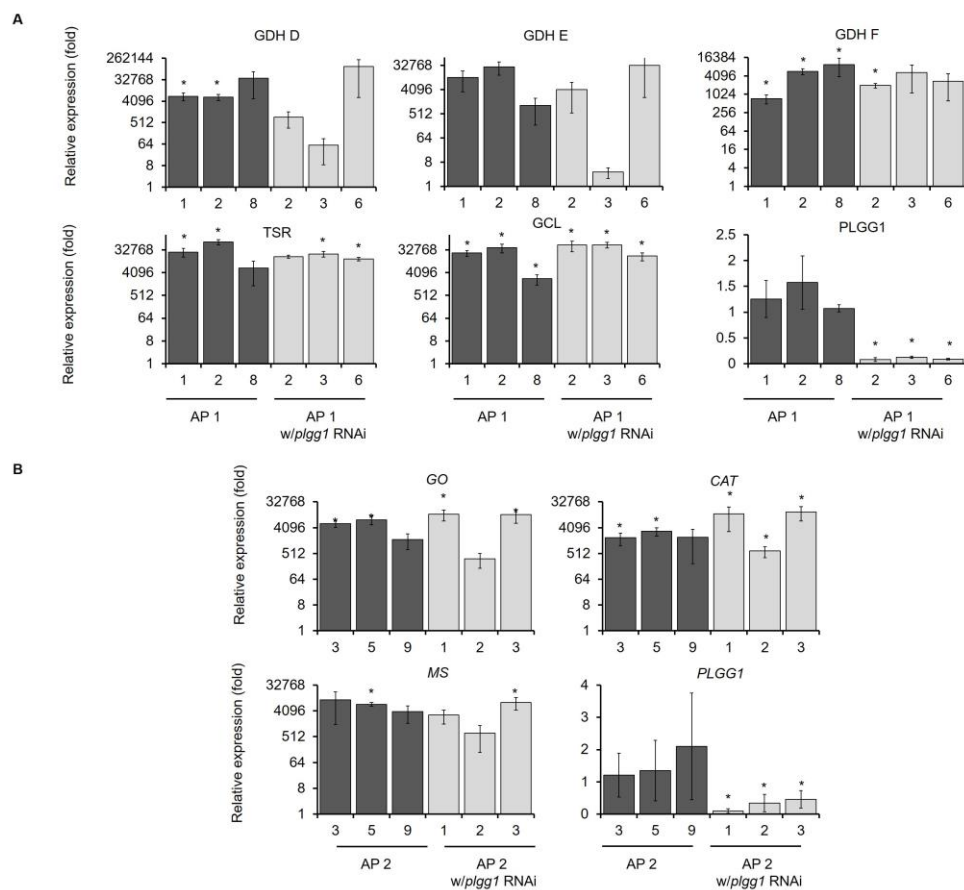 A
GDH D
GDH E
GDH F
Relative expression (fold)
262144
32768
4096
512
64
8
1
1 2 8 2 3 6
32768
4096
512
64
8
1
1 2 8 2 3 6
16384
4096
1024
256
64
16
4
1
1 2 8 2 3 6
TSR
GCL
PLGG1
Relative expression (fold)
32768
4096
512
64
8
1
1 2 8 2 3 6
32768
4096
512
64
8
1
1 2 8 2 3 6
2.5
2
1.5
1
0.5
0
1 2 8 2 3 6
AP 1
AP 1
w/plgg1 RNAi
AP 1
AP 1
w/plgg1 RNAi
AP 1
AP 1
w/plgg1 RNAi
B
GO
CAT
Relative expression (fold)
32768
4096
512
64
8
1
3 5 9 1 2 3
32768
4096
512
64
8
1
3 5 9 1 2 3
MS
PLGG1
Relative expression (fold)
32768
4096
512
64
8
1
3 5 9 1 2 3
4
3
2
1
0
3 5 9 1 2 3
AP 2
AP 2
w/plgg1 RNAi
AP 2
AP 2
w/plgg1 RNAi